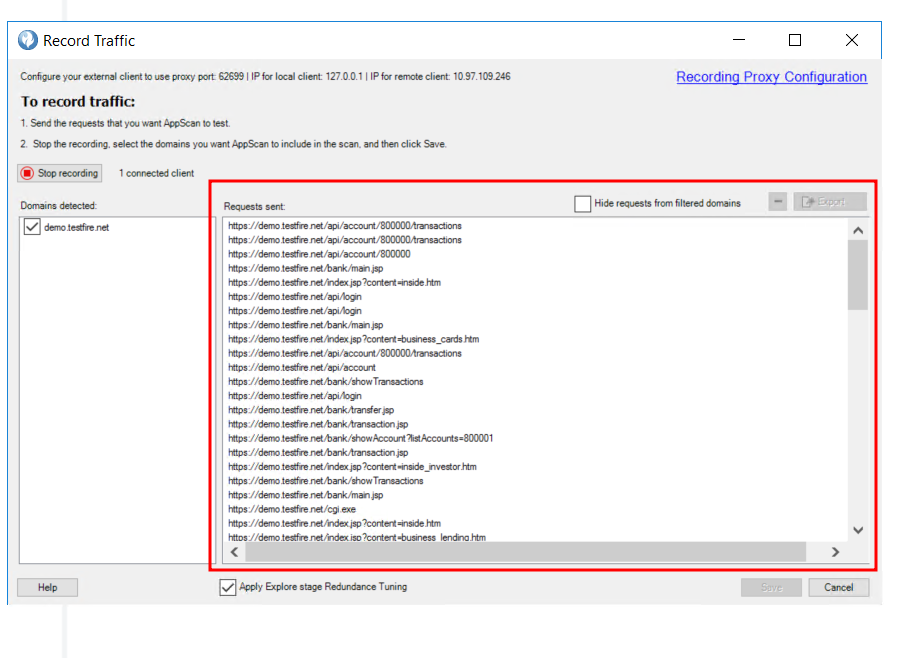 Record Traffic
Configure your external client to use proxy port: 62699 | IP for local client: 127.0.0.1 | IP for remote client: 10.97.109.246
Recording Proxy Configuration
To record traffic:
1. Send the requests that you want AppScan to test.
2. Stop the recording, select the domains you want AppScan to include in the scan, and then click Save.
Stop recording
1 connected client
Domains detected:
demo.testfire.net
Requests sent:
Hide requests from filtered domains
Export
https://demo.testfire.net/api/account/800000/transactions
https://demo.testfire.net/api/account/800000/transactions
https://demo.testfire.net/api/account/800000
https://demo.testfire.net/bank/main.jsp
https://demo.testfire.net/index.jsp?content=inside.htm
https://demo.testfire.net/api/login
https://demo.testfire.net/api/login
https://demo.testfire.net/bank/main.jsp
https://demo.testfire.net/index.jsp?content=business_cards.htm
https://demo.testfire.net/api/account/800000/transactions
https://demo.testfire.net/api/account
https://demo.testfire.net/bank/showTransactions
https://demo.testfire.net/api/login
https://demo.testfire.net/bank/transfer.jsp
https://demo.testfire.net/bank/transaction.jsp
https://demo.testfire.net/bank/showAccount?listAccounts=800001
https://demo.testfire.net/bank/transaction.jsp
https://demo.testfire.net/index.jsp?content=inside_investor.htm
https://demo.testfire.net/bank/showTransactions
https://demo.testfire.net/bank/main.jsp
https://demo.testfire.net/cgi.exe
https://demo.testfire.net/index.jsp?content=inside.htm
https://demo.testfire.net/index.jsp?content=business_lending.htm
Help
Apply Explore stage Redundance Tuning
Save
Cancel